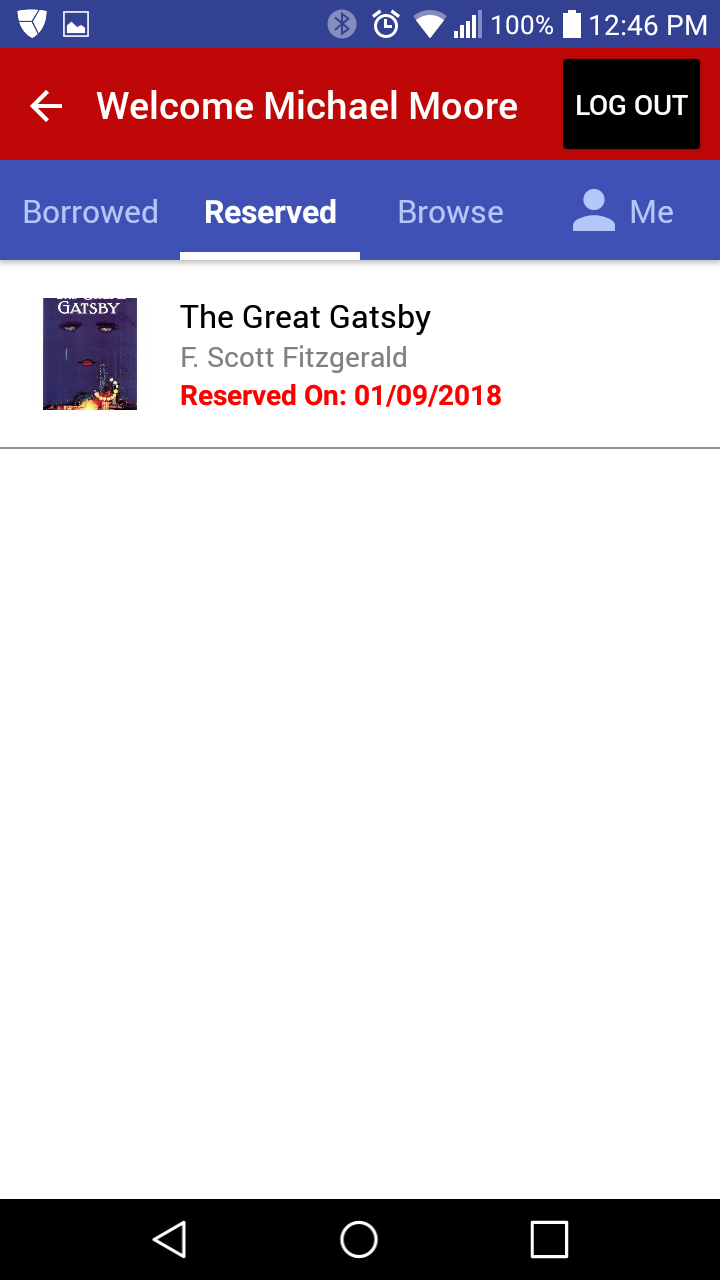 100% 12:46 PM
Welcome Michael Moore
LOG OUT
Borrowed Reserved Browse Me
GATSBY
The Great Gatsby
F. Scott Fitzgerald
Reserved On: 01/09/2018